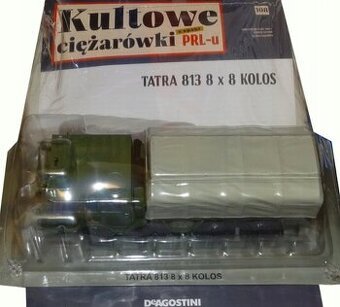 Kultowe
108
ciężarówki
PRL-u
TATRA 813 8 x 8 KOLOS
TATRA 813 8 x 8 KOLOS
DeAGOSTINI